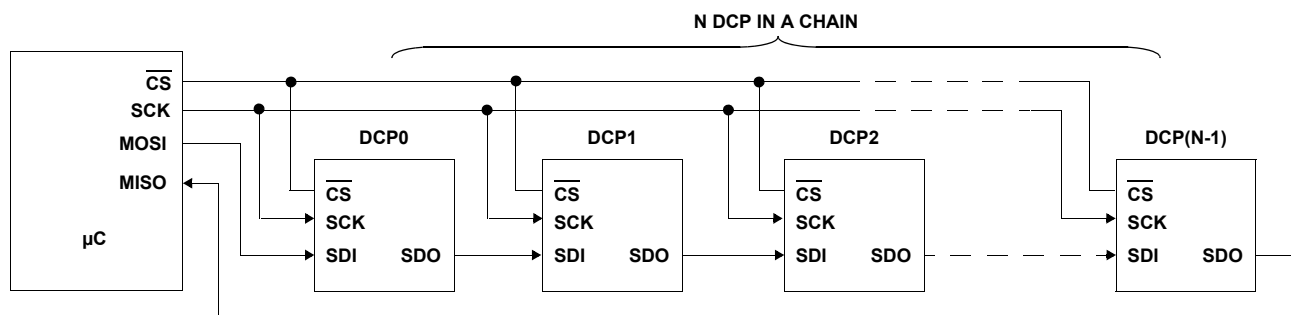 N DCP IN A CHAIN
CS
SCK
MOSI
MISO
µC
DCP0
CS
SCK
SDI SDO
DCP1
CS
SCK
SDI SDO
DCP2
CS
SCK
SDI SDO
DCP(N-1)
CS
SCK
SDI SDO